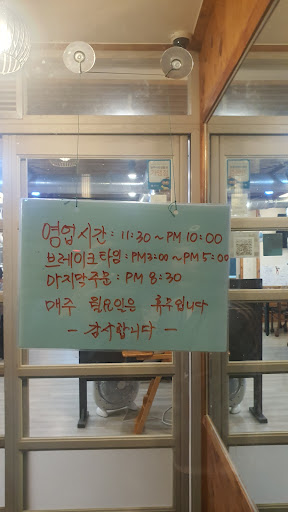 영업시간 : 11:30 ~ PM 10:00
브레이크타임 : PM3:00 ~ PM 5:00
마지막주문 : PM 8:30
매주 월요일은 휴무입니다
- 감사합니다 -